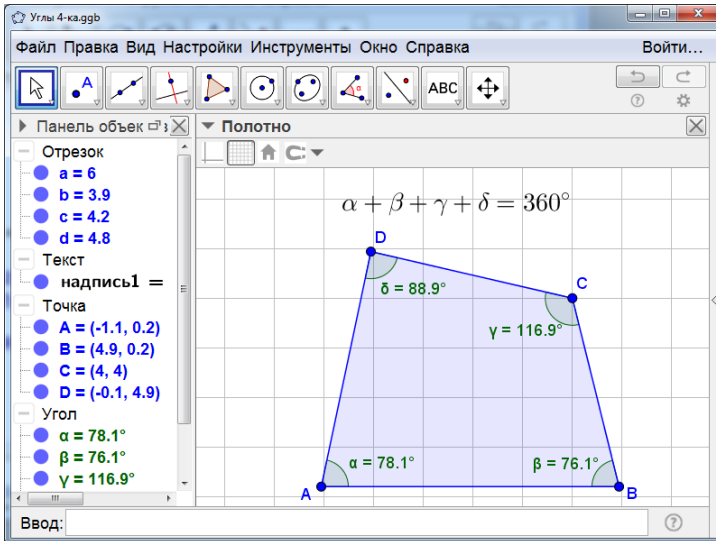 Углы 4-ка.ggb
Файл Правка Вид Настройки Инструменты Окно Справка Войти...
A α ABC
Панель объек
Полотно
Отрезок
a = 6
b = 3.9
c = 4.2
d = 4.8
Текст
надпись1 =
Точка
A = (-1.1, 0.2)
B = (4.9, 0.2)
C = (4, 4)
D = (-0.1, 4.9)
Угол
α = 78.1°
β = 76.1°
γ = 116.9°
α + β + γ + δ = 360°
D
C
δ = 88.9°
γ = 116.9°
α = 78.1°
β = 76.1°
A
B
Ввод: